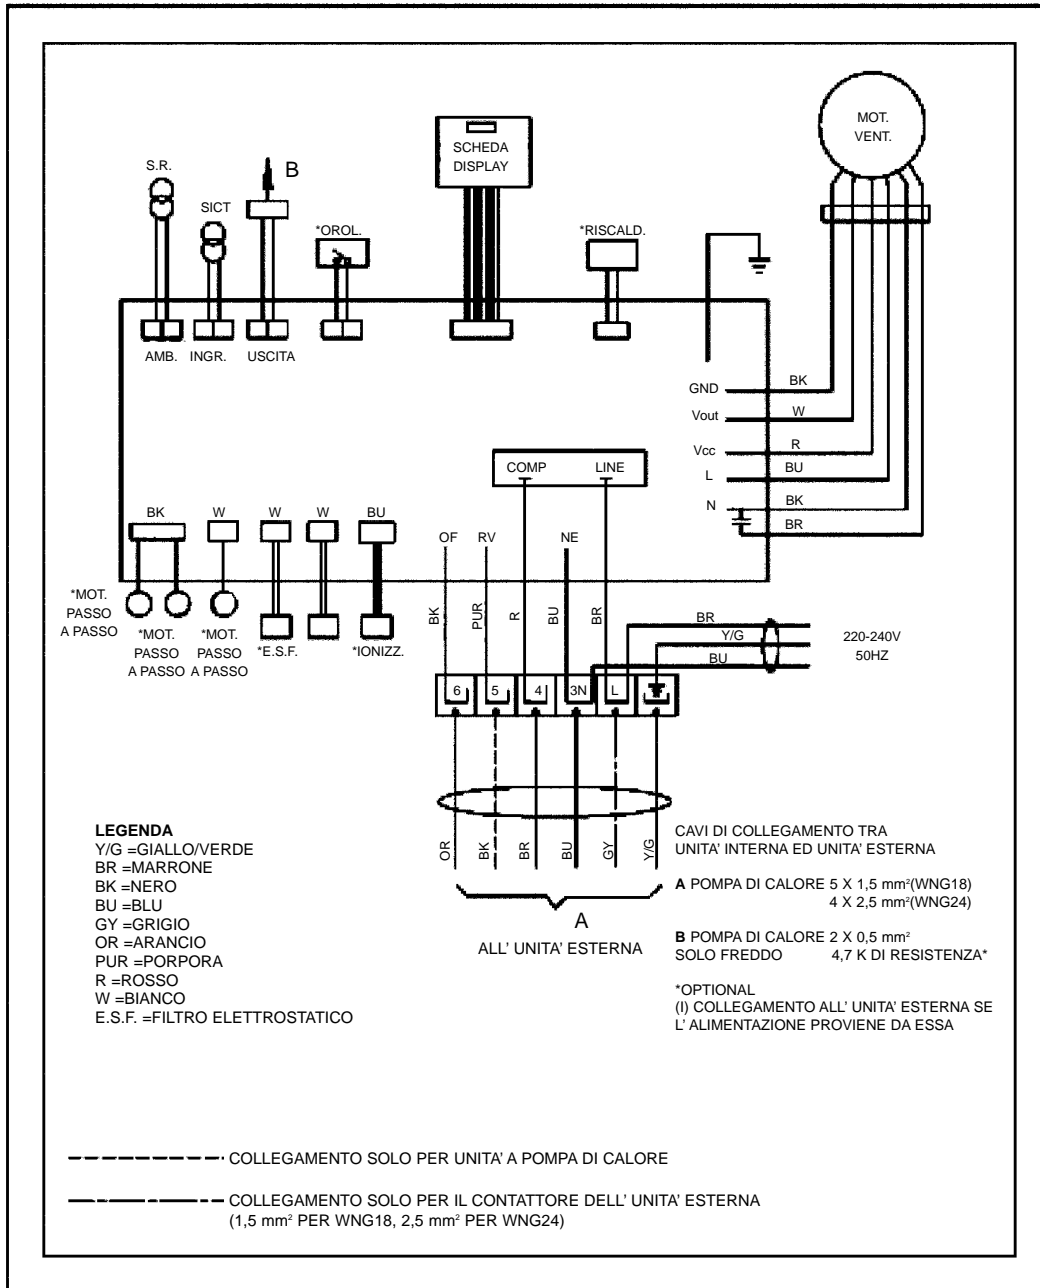 MOT.
VENT.
SCHEDA
DISPLAY
S.R.
B
SICT
*OROL.
*RISCALD.
AMB.
INGR.
USCITA
GND
BK
Vout
W
Vcc
R
L
BU
N
BK
BR
COMP
LINE
BK
W
W
W
BU
OF
RV
NE
BK
PUR
R
BU
BR
*MOT.
PASSO
A PASSO
*MOT.
PASSO
A PASSO
*MOT.
PASSO
A PASSO
*E.S.F.
*IONIZZ.
BR
Y/G
BU
220-240V
50HZ
6
5
4
3N
L
OR
BK
BR
BU
GY
Y/G
A
ALL' UNITA' ESTERNA
LEGENDA
Y/G =GIALLO/VERDE
BR =MARRONE
BK =NERO
BU =BLU
GY =GRIGIO
OR =ARANCIO
PUR =PORPORA
R =ROSSO
W =BIANCO
E.S.F. =FILTRO ELETTROSTATICO
CAVI DI COLLEGAMENTO TRA
UNITA' INTERNA ED UNITA' ESTERNA
A POMPA DI CALORE 5 X 1,5 mm²(WNG18)
4 X 2,5 mm²(WNG24)
B POMPA DI CALORE 2 X 0,5 mm²
SOLO FREDDO 4,7 K DI RESISTENZA*
*OPTIONAL
(I) COLLEGAMENTO ALL' UNITA' ESTERNA SE
L' ALIMENTAZIONE PROVIENE DA ESSA
COLLEGAMENTO SOLO PER UNITA' A POMPA DI CALORE
COLLEGAMENTO SOLO PER IL CONTATTORE DELL' UNITA' ESTERNA
(1,5 mm² PER WNG18, 2,5 mm² PER WNG24)